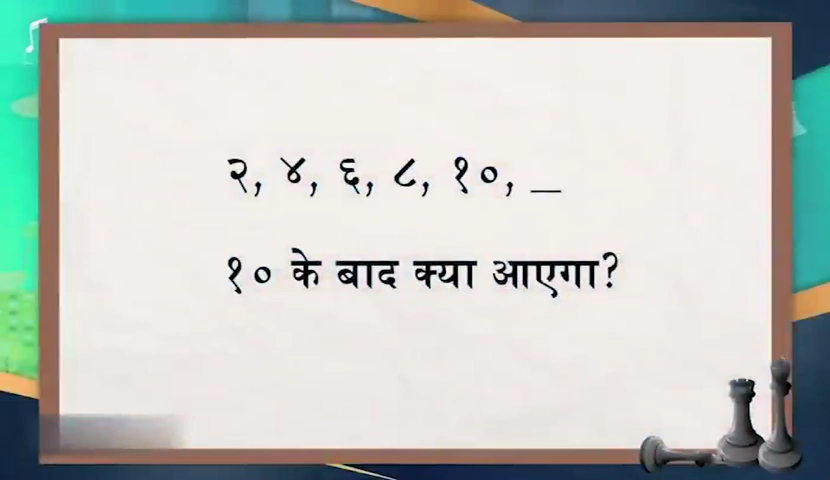 २, ४, ६, ८, १०, _
१० के बाद क्या आएगा?